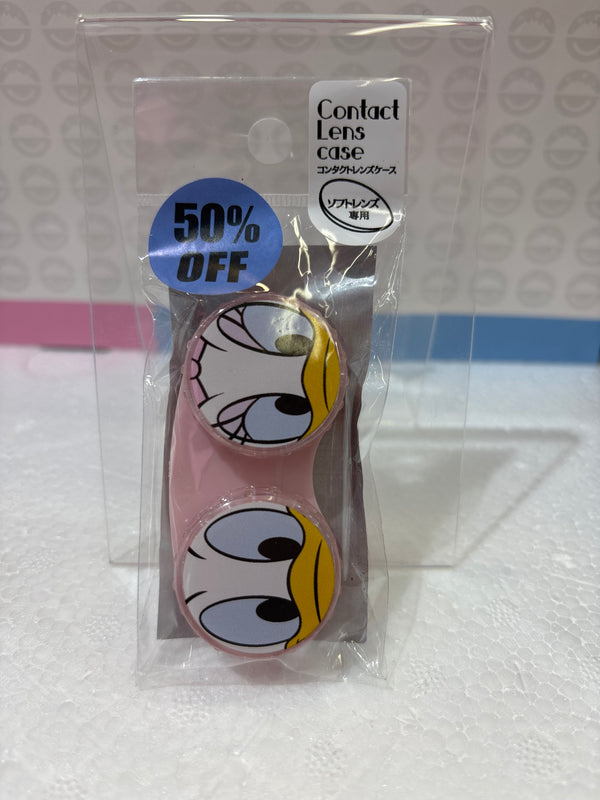 Contact
Lens
case
コンタクトレンズケース
ソフトレンズ
専用
50%
OFF